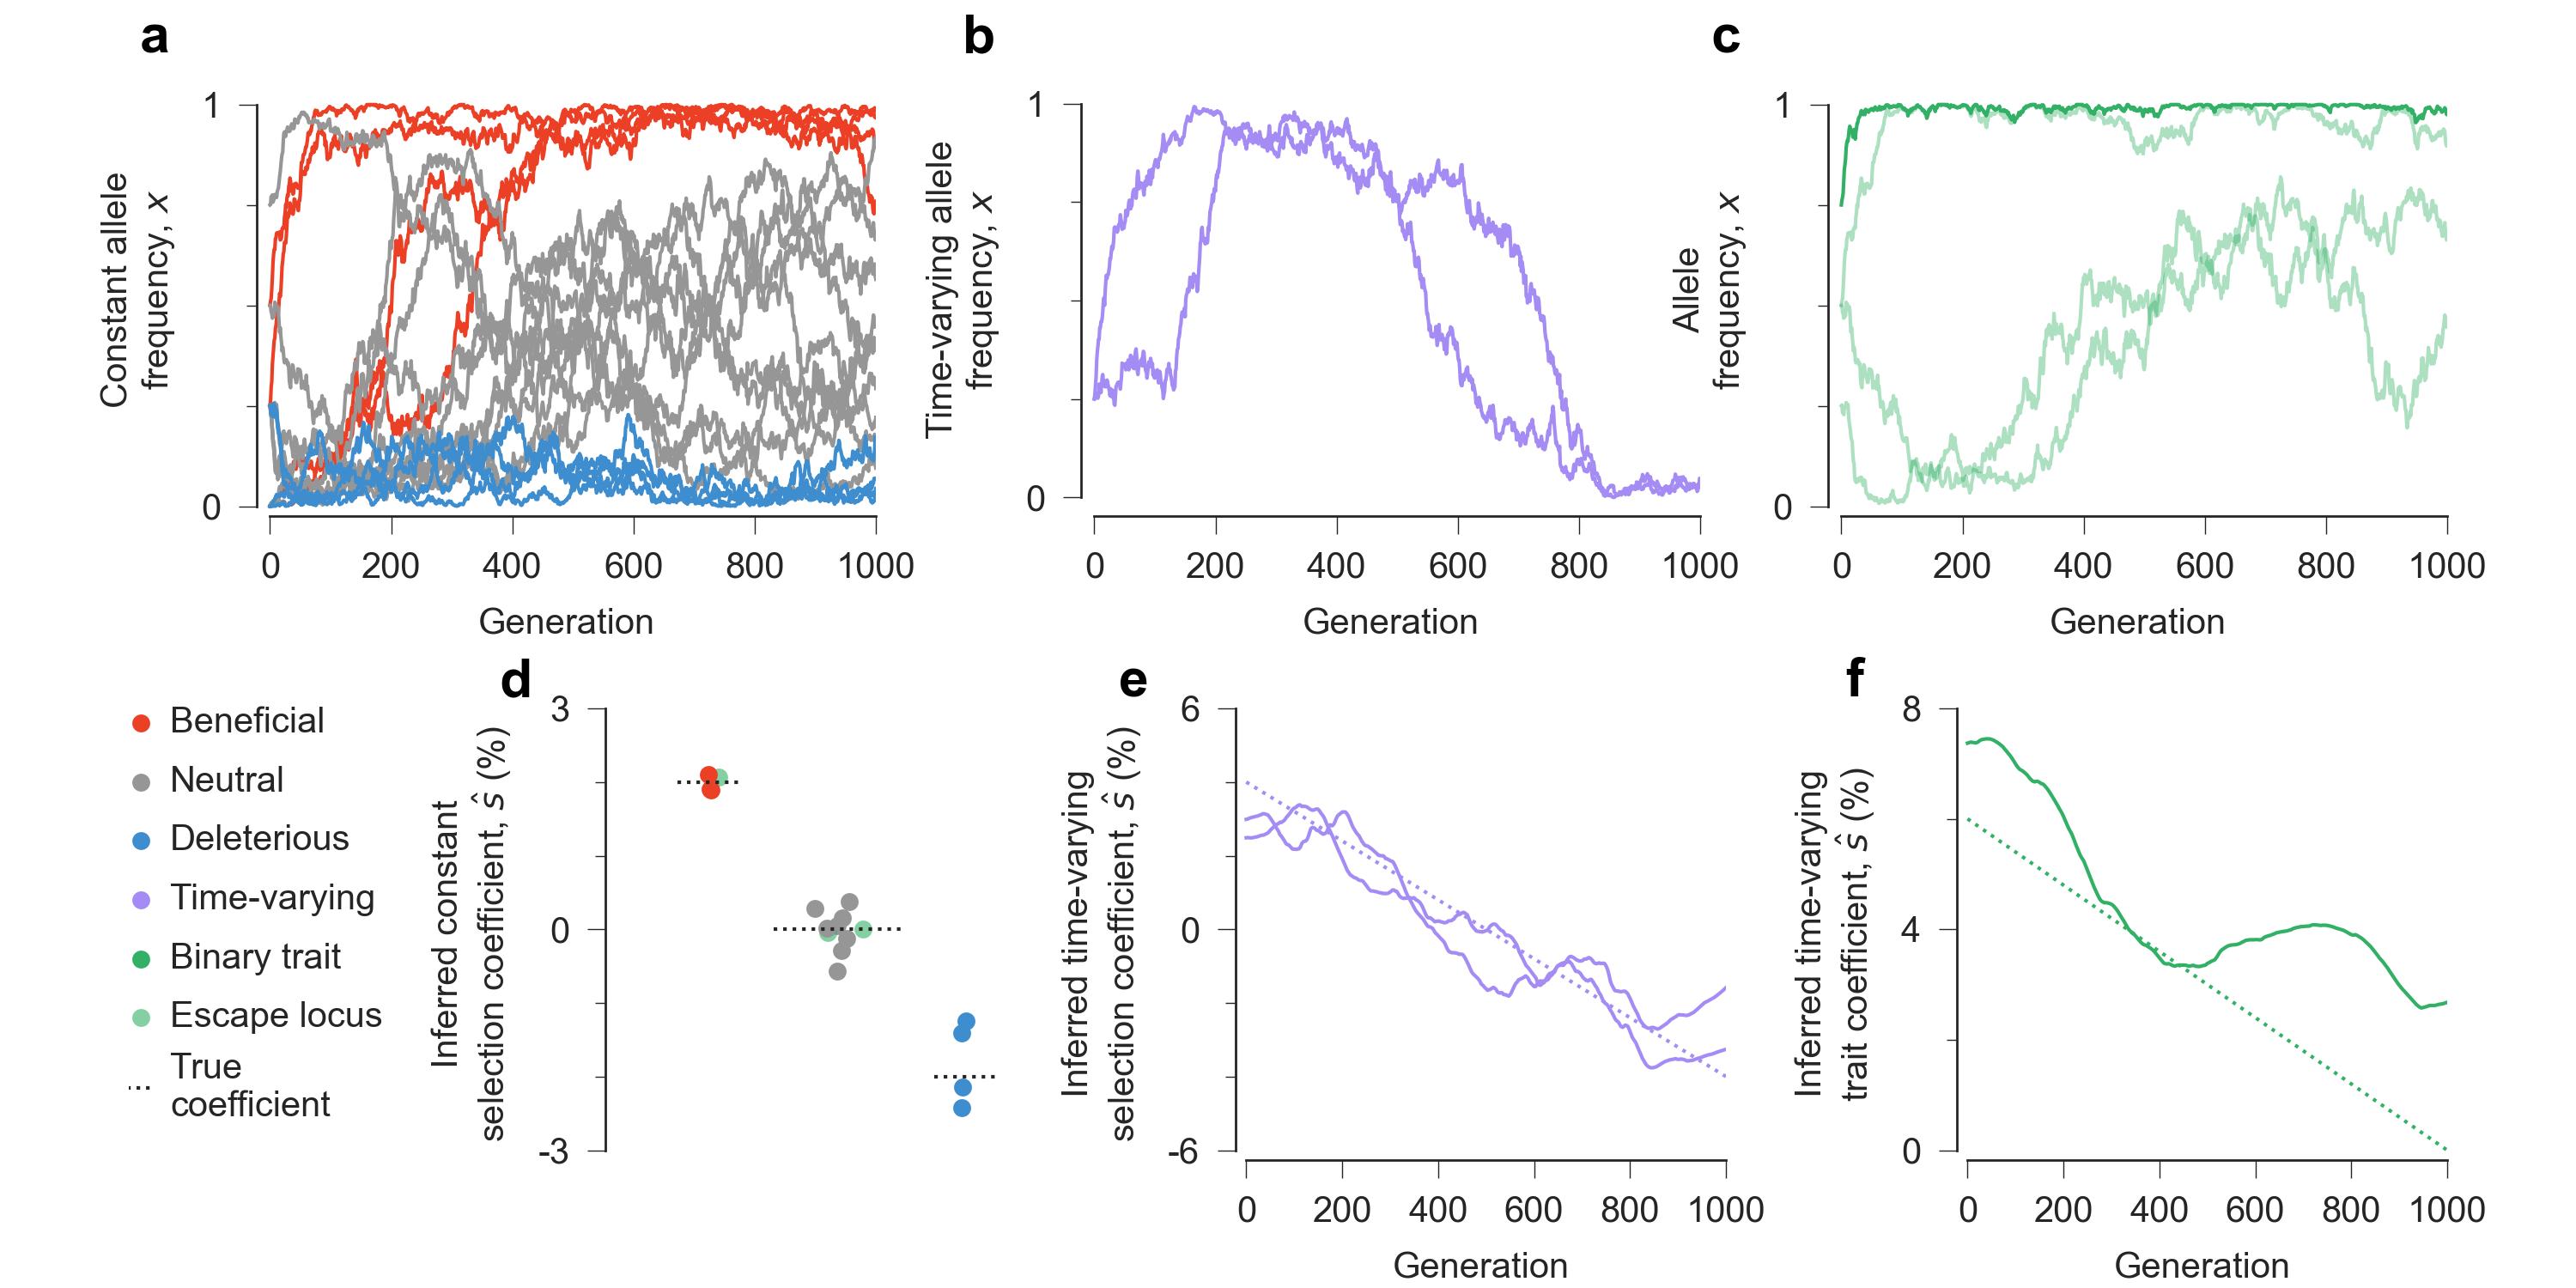 a
b
c
Constant allele
frequency, x
1
0
0 200 400 600 800 1000
Generation
Time-varying allele
frequency, x
1
0
0 200 400 600 800 1000
Generation
Allele
frequency, x
1
0
0 200 400 600 800 1000
Generation
Beneficial
Neutral
Deleterious
Time-varying
Binary trait
Escape locus
True
coefficient
d
Inferred constant
selection coefficient, ŝ (%)
3
0
-3
e
Inferred time-varying
selection coefficient, ŝ (%)
6
0
-6
0 200 400 600 800 1000
Generation
f
Inferred time-varying
trait coefficient, ŝ (%)
8
4
0
0 200 400 600 800 1000
Generation